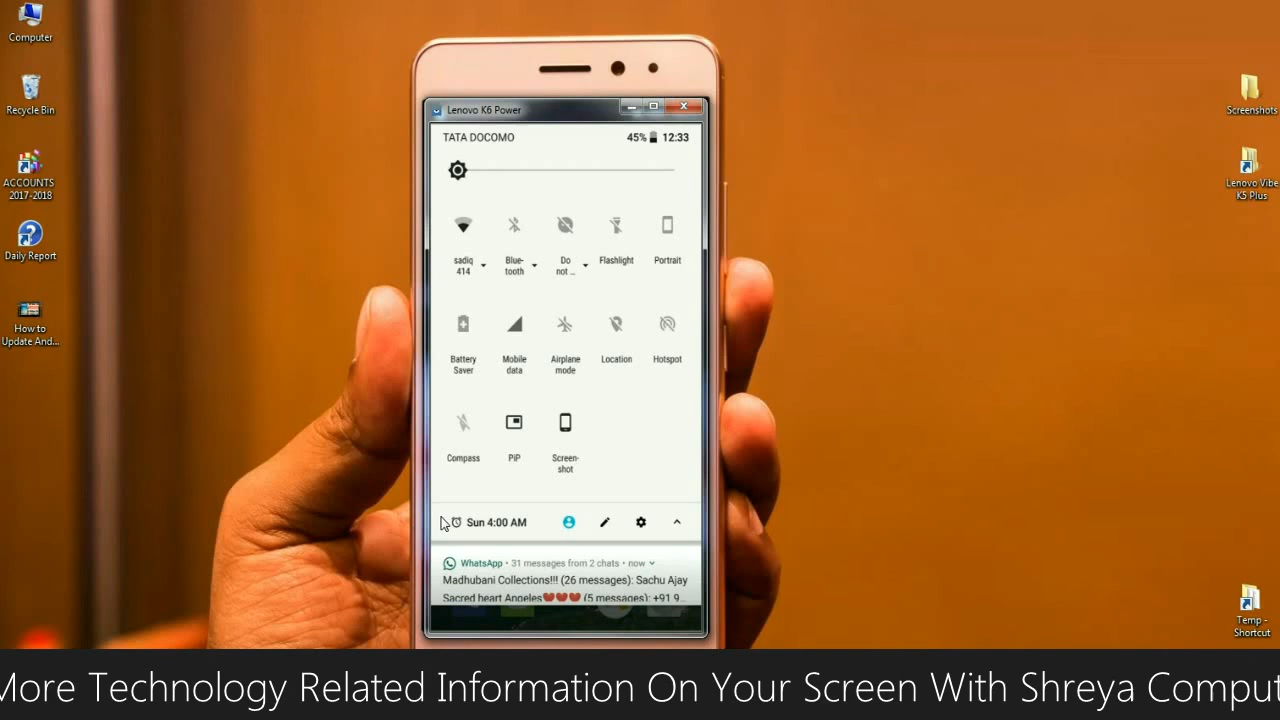 Computer
Recycle Bin
ACCOUNTS
2017-2018
Daily Report
How to
Update And...
Lenovo K6 Power
TATA DOCOMO
45% 12:33
sadiq
414
Blue-
tooth
Do
not ...
Flashlight
Portrait
Battery
Saver
Mobile
data
Airplane
mode
Location
Hotspot
Compass
PiP
Screen-
shot
Sun 4:00 AM
WhatsApp • 31 messages from 2 chats • now
Madhubani Collections!!! (26 messages): Sachu Ajay
Sacred heart Angeles❤❤❤ (5 messages): +91 9...
Screenshots
Lenovo Vibe
K5 Plus
Temp -
Shortcut
More Technology Related Information On Your Screen With Shreya Comput